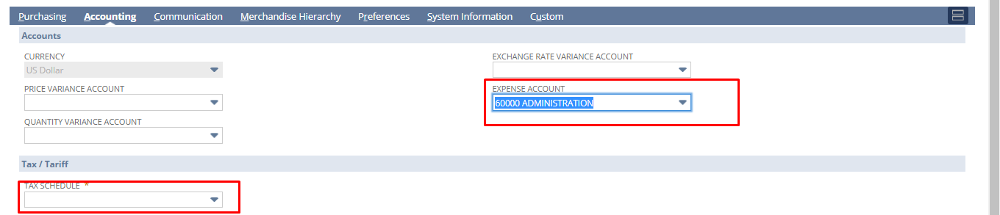 Purchasing Accounting Communication Merchandise Hierarchy Preferences System Information Custom
Accounts
CURRENCY
US Dollar
PRICE VARIANCE ACCOUNT
QUANTITY VARIANCE ACCOUNT
EXCHANGE RATE VARIANCE ACCOUNT
EXPENSE ACCOUNT
60000 ADMINISTRATION
Tax / Tariff
TAX SCHEDULE *